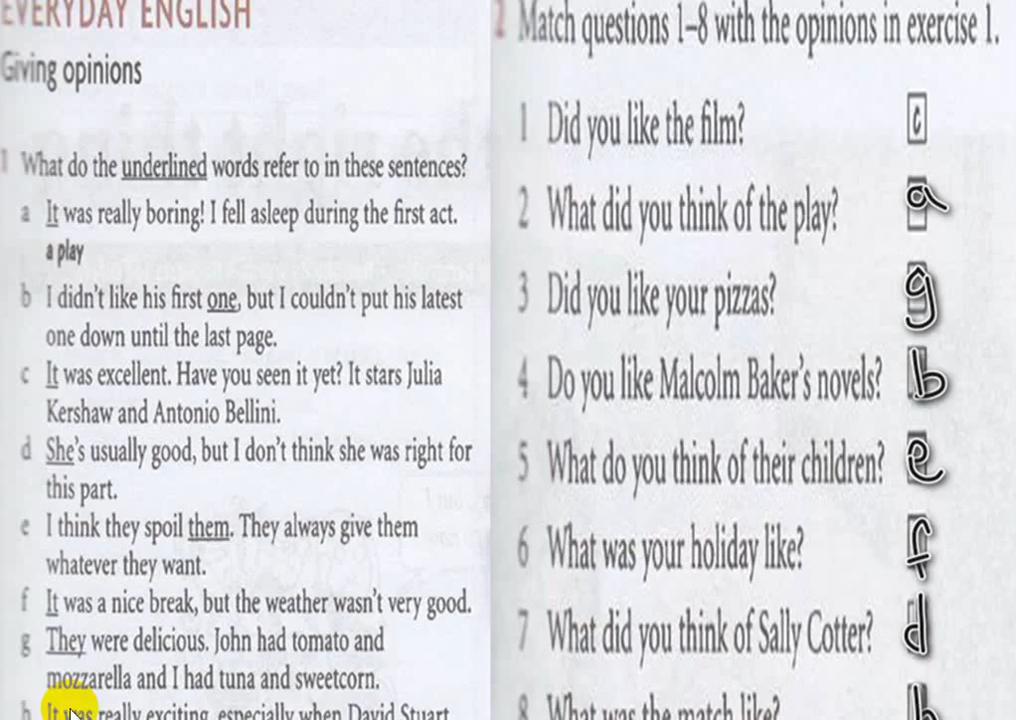 EVERYDAY ENGLISH
Giving opinions
1 What do the underlined words refer to in these sentences?
a It was really boring! I fell asleep during the first act.
a play
b I didn't like his first one, but I couldn't put his latest
one down until the last page.
c It was excellent. Have you seen it yet? It stars Julia
Kershaw and Antonio Bellini.
d She's usually good, but I don't think she was right for
this part.
e I think they spoil them. They always give them
whatever they want.
f It was a nice break, but the weather wasn't very good.
g They were delicious. John had tomato and
mozzarella and I had tuna and sweetcorn.
h It was really exciting, especially when David Stuart
2 Match questions 1–8 with the opinions in exercise 1.
1 Did you like the film? c
2 What did you think of the play? a
3 Did you like your pizzas? g
4 Do you like Malcolm Baker's novels? b
5 What do you think of their children? e
6 What was your holiday like? f
7 What did you think of Sally Cotter? d
8 What was the match like? h